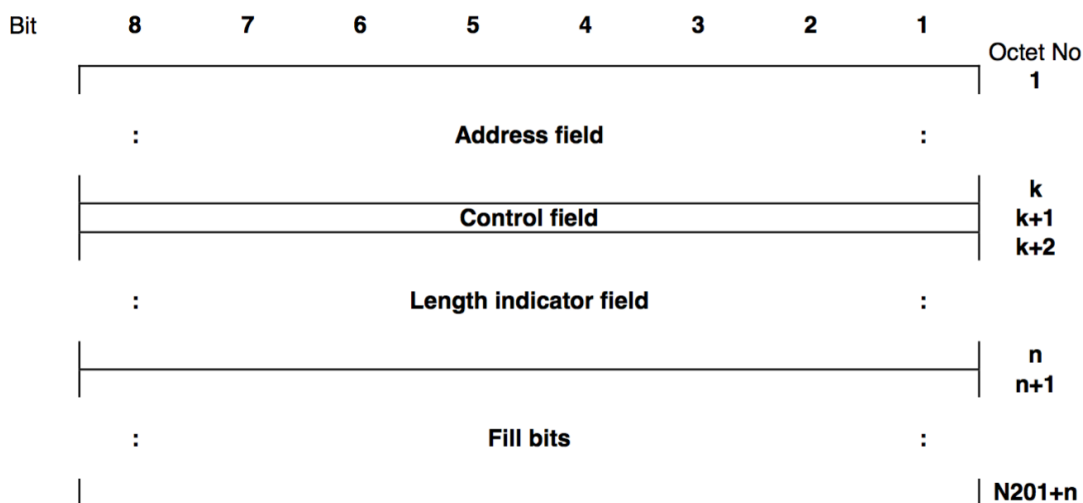 Bit 8 7 6 5 4 3 2 1
Octet No
1
: Address field :
k
Control field k+1
k+2
: Length indicator field :
n
n+1
: Fill bits :
N201+n